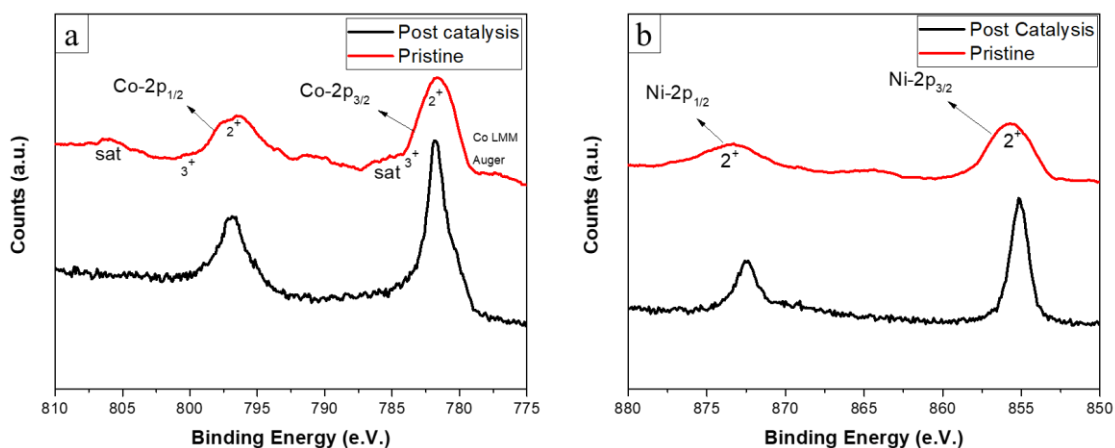 a
Post catalysis
Pristine
Co-2p1/2
Co-2p3/2
2+
2+
Co LMM
Auger
sat
3+
sat
3+
Counts (a.u.)
810 805 800 795 790 785 780 775
Binding Energy (e.V.)
b
Post Catalysis
Pristine
Ni-2p1/2
Ni-2p3/2
2+
2+
Counts (a.u.)
880 875 870 865 860 855 850
Binding Energy (e.V.)